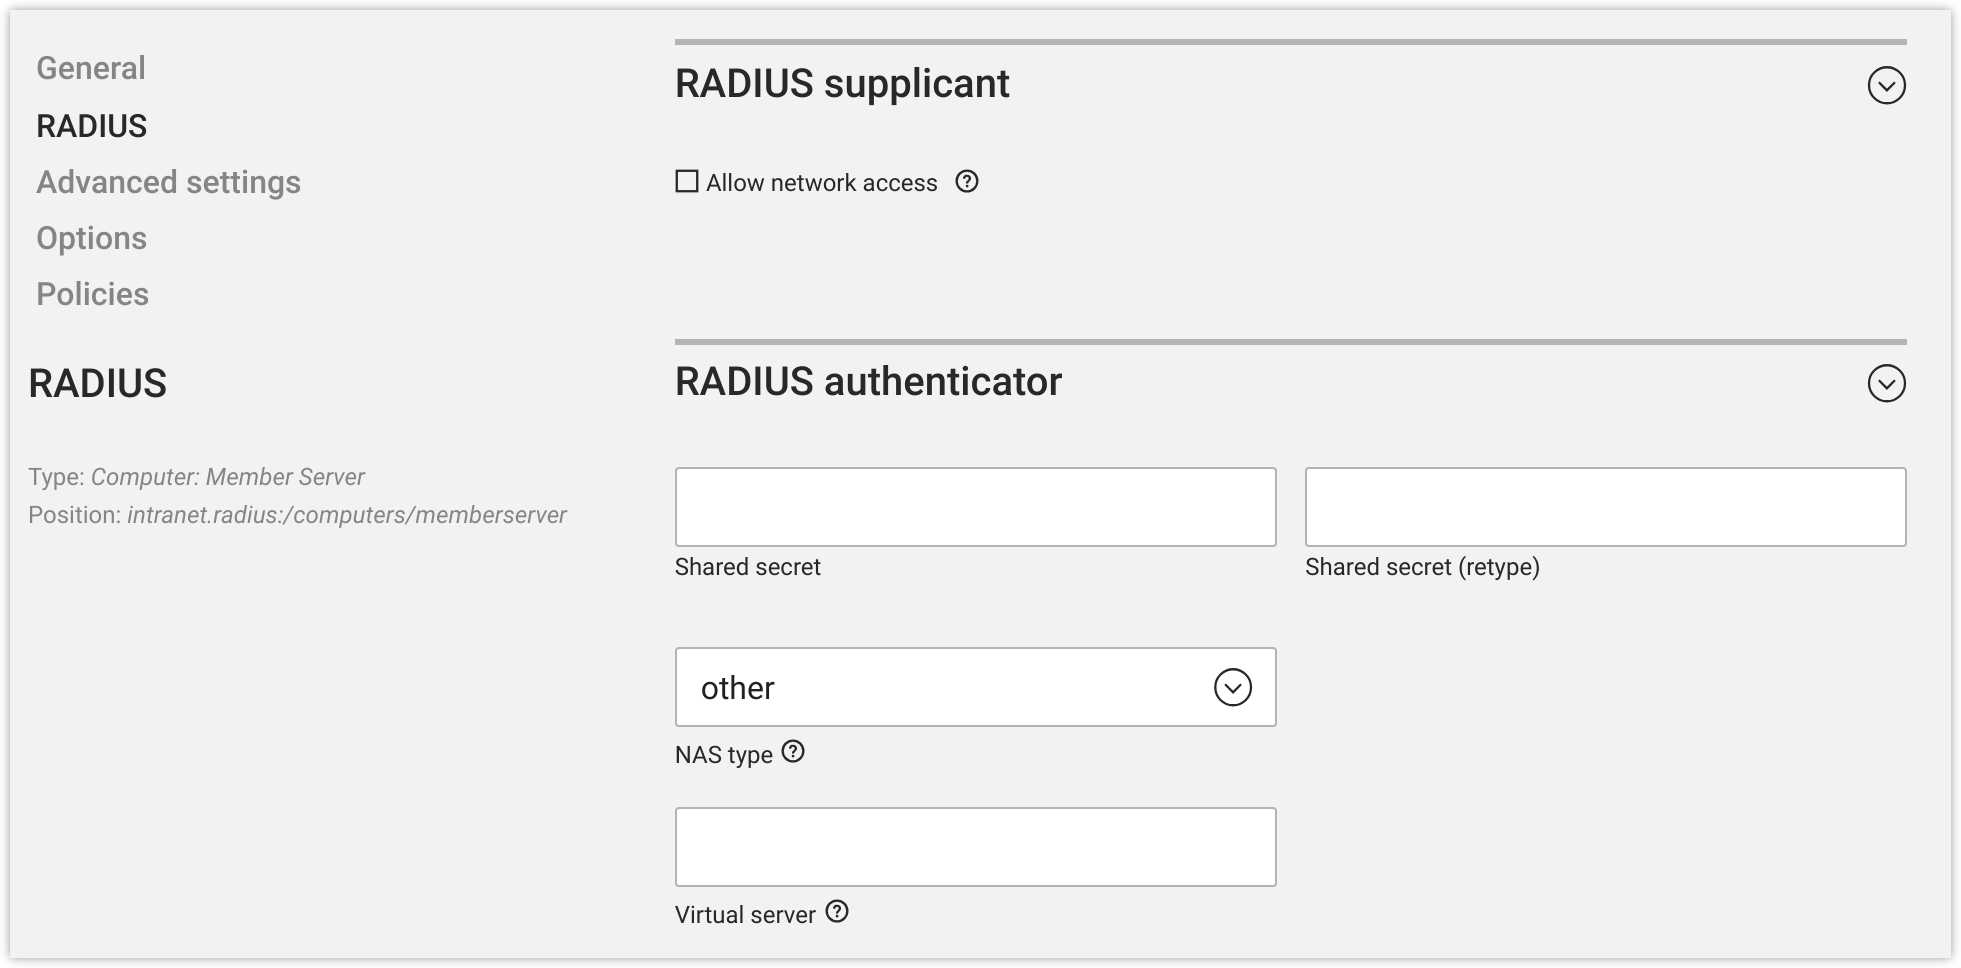 General
RADIUS
Advanced settings
Options
Policies
RADIUS
Type: Computer: Member Server
Position: intranet.radius:/computers/memberserver
RADIUS supplicant
Allow network access
RADIUS authenticator
Shared secret
Shared secret (retype)
other
NAS type
Virtual server